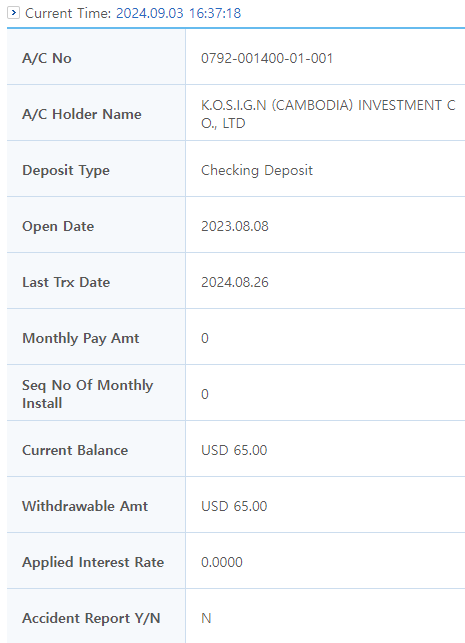 Current Time: 2024.09.03 16:37:18
A/C No 0792-001400-01-001
A/C Holder Name K.O.S.I.G.N (CAMBODIA) INVESTMENT C
O., LTD
Deposit Type Checking Deposit
Open Date 2023.08.08
Last Trx Date 2024.08.26
Monthly Pay Amt 0
Seq No Of Monthly
Install 0
Current Balance USD 65.00
Withdrawable Amt USD 65.00
Applied Interest Rate 0.0000
Accident Report Y/N N